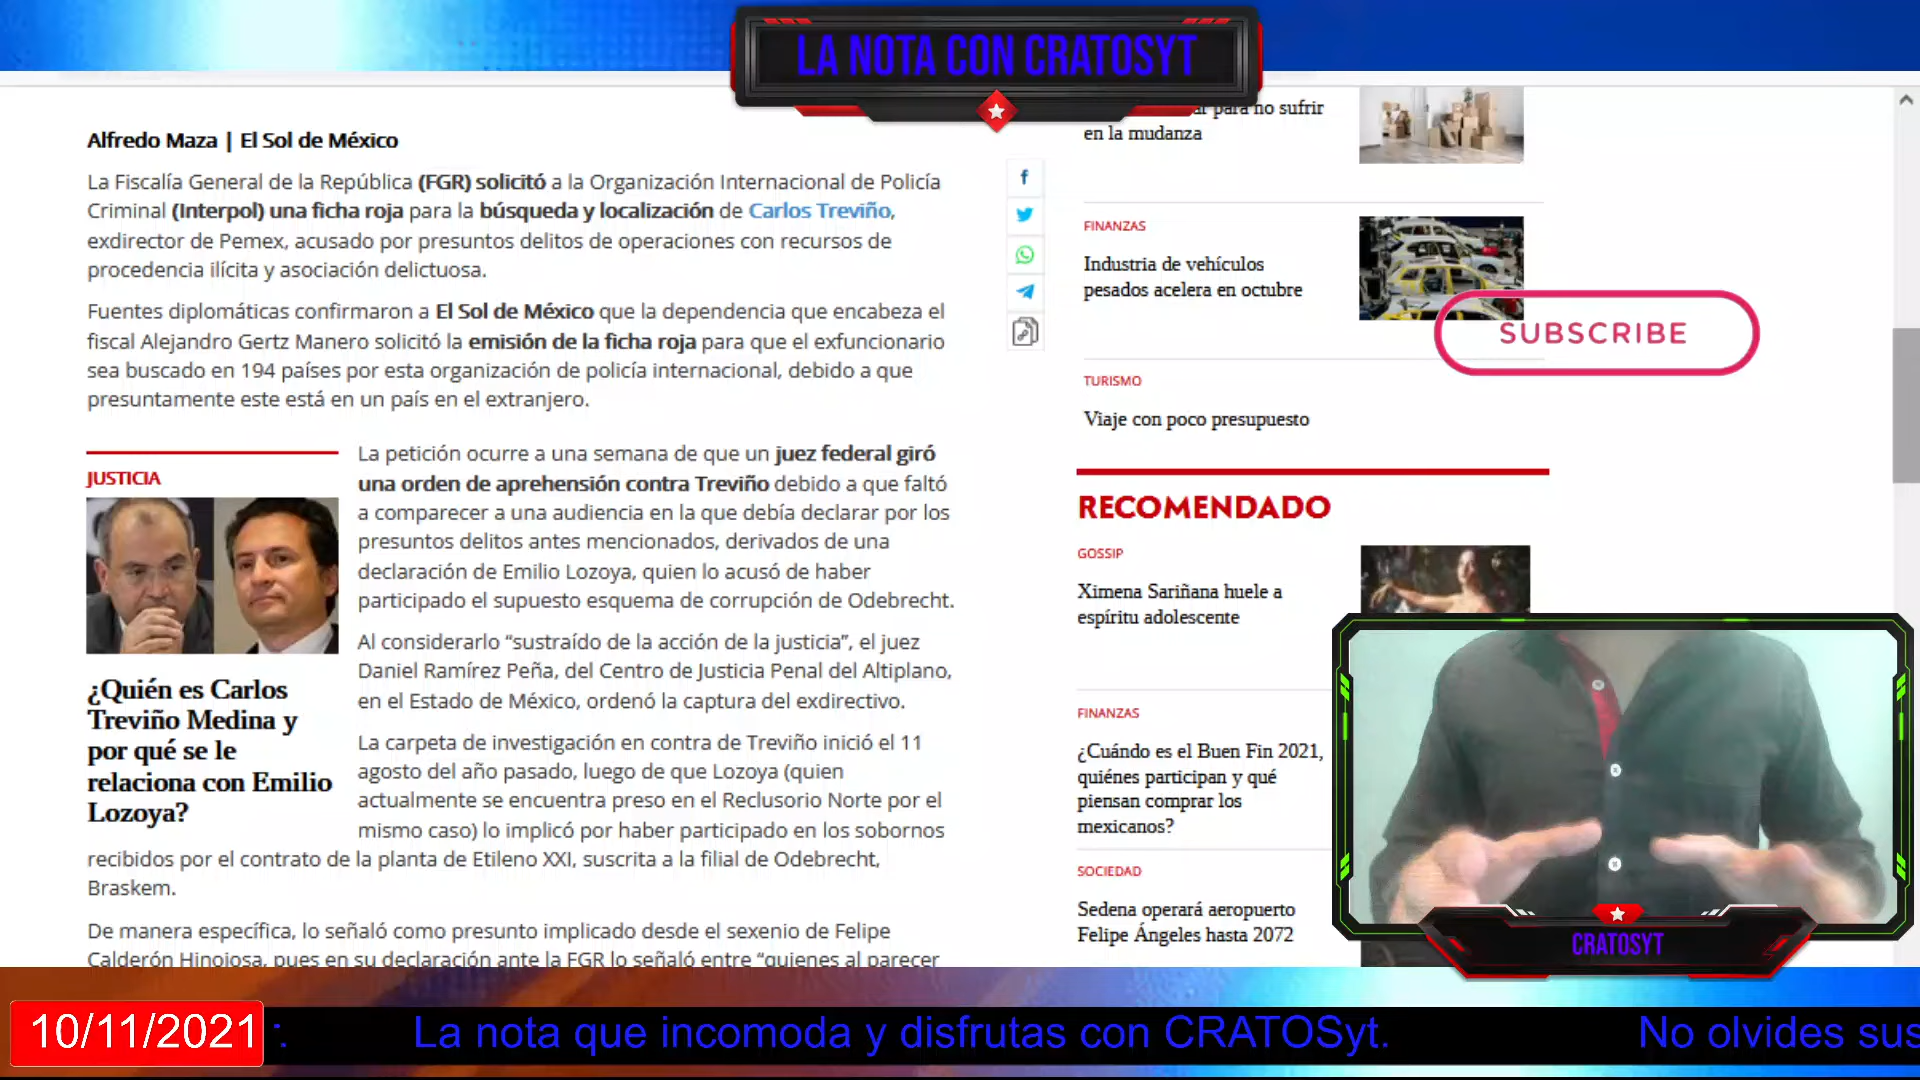 LA NOTA CON CRATOSYT
Alfredo Maza | El Sol de México
La Fiscalía General de la República (FGR) solicitó a la Organización Internacional de Policía
Criminal (Interpol) una ficha roja para la búsqueda y localización de Carlos Treviño,
exdirector de Pemex, acusado por presuntos delitos de operaciones con recursos de
procedencia ilícita y asociación delictuosa.
Fuentes diplomáticas confirmaron a El Sol de México que la dependencia que encabeza el
fiscal Alejandro Gertz Manero solicitó la emisión de la ficha roja para que el exfuncionario
sea buscado en 194 países por esta organización de policía internacional, debido a que
presuntamente este está en un país en el extranjero.
JUSTICIA
¿Quién es Carlos
Treviño Medina y
por qué se le
relaciona con Emilio
Lozoya?
La petición ocurre a una semana de que un juez federal giró
una orden de aprehensión contra Treviño debido a que faltó
a comparecer a una audiencia en la que debía declarar por los
presuntos delitos antes mencionados, derivados de una
declaración de Emilio Lozoya, quien lo acusó de haber
participado el supuesto esquema de corrupción de Odebrecht.
Al considerarlo “sustraído de la acción de la justicia”, el juez
Daniel Ramírez Peña, del Centro de Justicia Penal del Altiplano,
en el Estado de México, ordenó la captura del exdirectivo.
La carpeta de investigación en contra de Treviño inició el 11
agosto del año pasado, luego de que Lozoya (quien
actualmente se encuentra preso en el Reclusorio Norte por el
mismo caso) lo implicó por haber participado en los sobornos
recibidos por el contrato de la planta de Etileno XXI, suscrita a la filial de Odebrecht,
Braskem.
De manera específica, lo señaló como presunto implicado desde el sexenio de Felipe
Calderón Hinojosa, pues en su declaración ante la FGR lo señaló entre “quienes al parecer
para no sufrir
en la mudanza
FINANZAS
Industria de vehículos
pesados acelera en octubre
SUBSCRIBE
TURISMO
Viaje con poco presupuesto
RECOMENDADO
GOSSIP
Ximena Sariñana huele a
espíritu adolescente
FINANZAS
¿Cuándo es el Buen Fin 2021,
quiénes participan y qué
piensan comprar los
mexicanos?
SOCIEDAD
Sedena operará aeropuerto
Felipe Ángeles hasta 2072
CRATOSYT
10/11/2021 :
La nota que incomoda y disfrutas con CRATOSyt.
No olvides sus